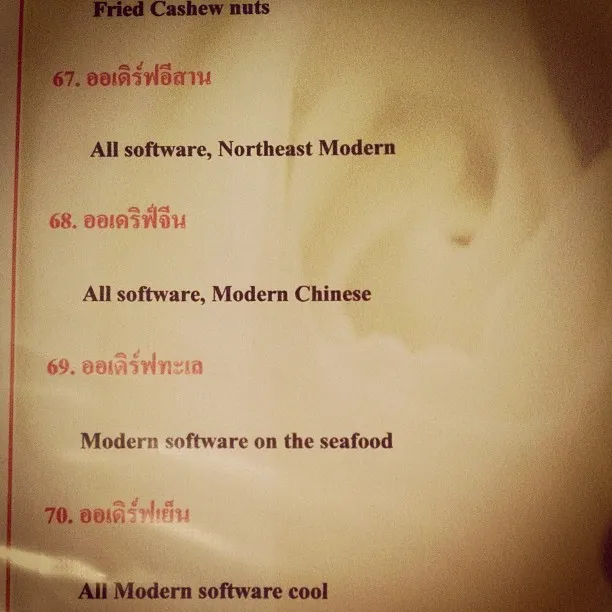 Fried Cashew nuts
67. ออเดิร์ฟอีสาน
All software, Northeast Modern
68. ออเดริฟ์จีน
All software, Modern Chinese
69. ออเดิร์ฟทะเล
Modern software on the seafood
70. ออเดิร์ฟเย็น
All Modern software cool